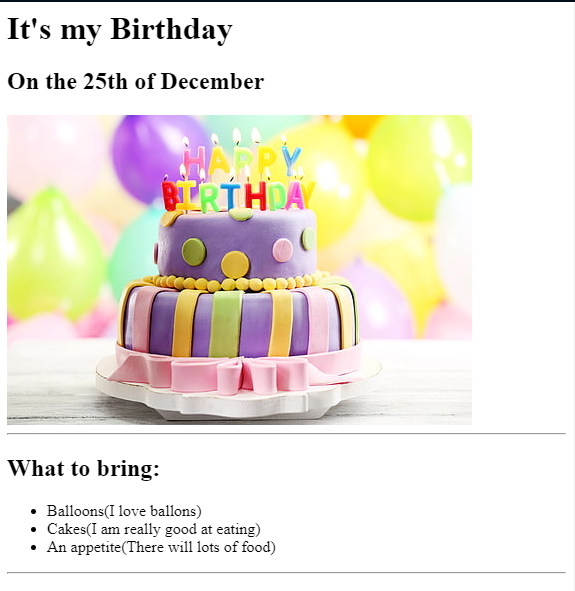 It's my Birthday
On the 25th of December
HAPPY
BIRTHDAY
What to bring:
Balloons(I love ballons)
Cakes(I am really good at eating)
An appetite(There will lots of food)